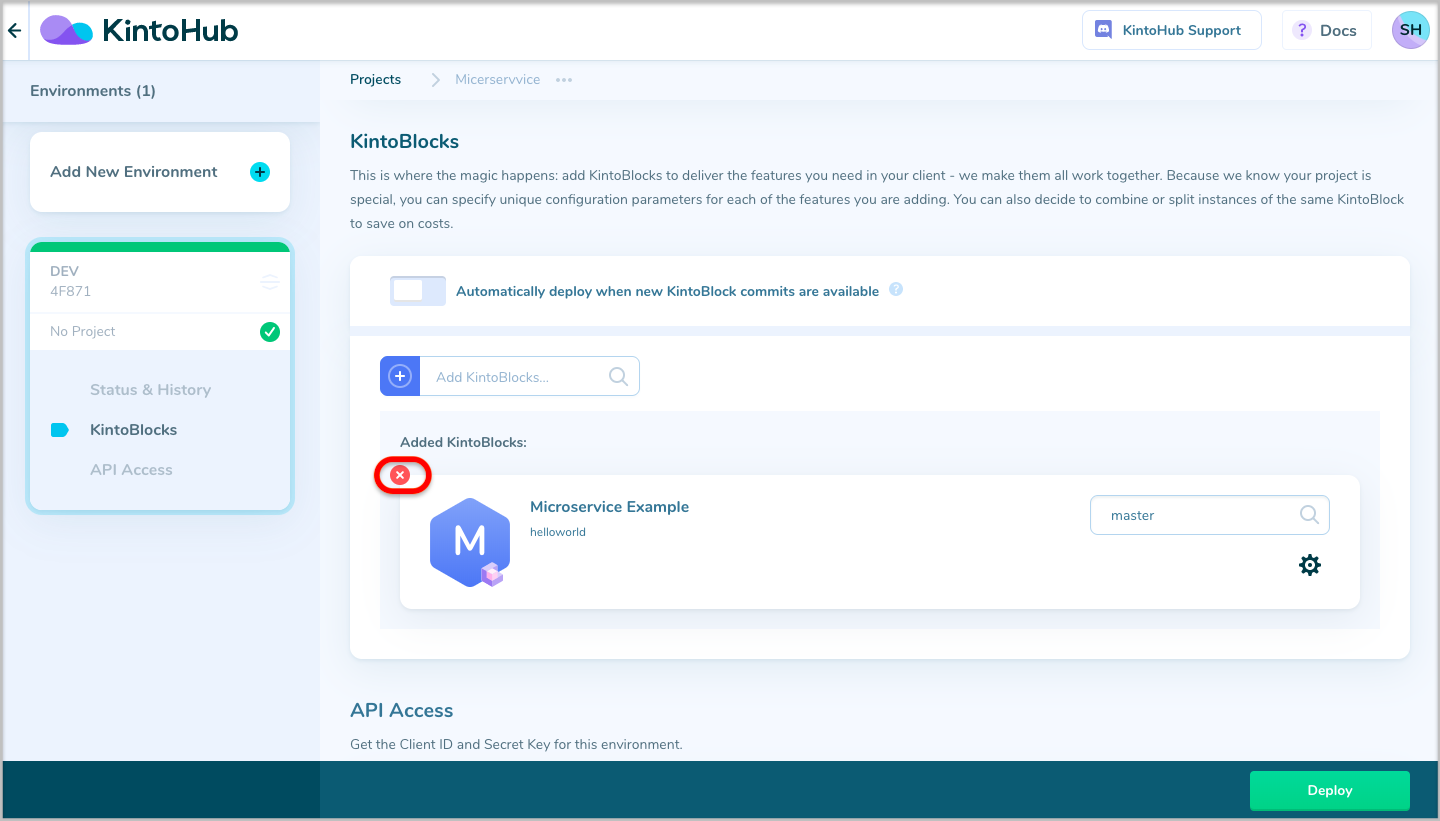 KintoHub
KintoHub Support
? Docs
SH
Environments (1)
Projects
Micerservvice
Add New Environment
DEV
4F871
No Project
Status & History
KintoBlocks
API Access
KintoBlocks
This is where the magic happens: add KintoBlocks to deliver the features you need in your client - we make them all work together. Because we know your project is
special, you can specify unique configuration parameters for each of the features you are adding. You can also decide to combine or split instances of the same KintoBlock
to save on costs.
Automatically deploy when new KintoBlock commits are available ?
Add KintoBlocks...
Added KintoBlocks:
M
Microservice Example
helloworld
master
API Access
Get the Client ID and Secret Key for this environment.
Deploy